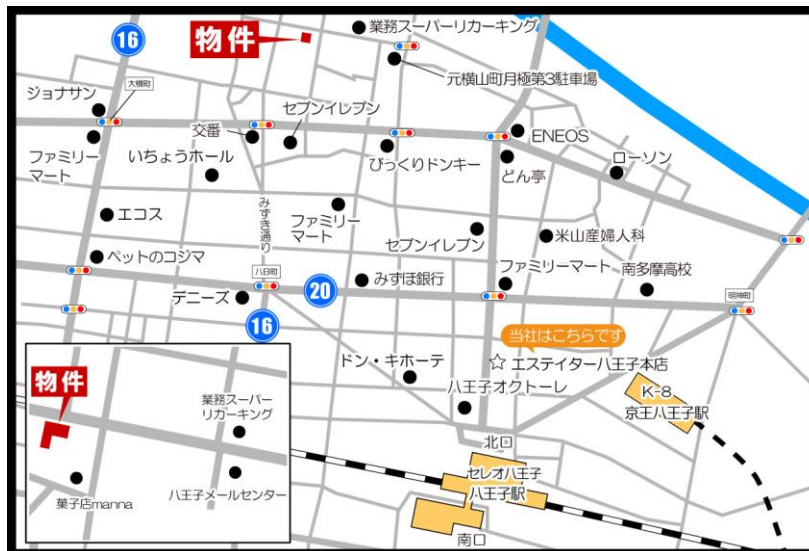 16
物件
業務スーパーリカーキング
元横山町月極第3駐車場
大横町
ジョナサン
セブンイレブン
交番
ENEOS
ファミリー
マート
いちょうホール
びっくりドンキー
どん亭
ローソン
みずき通り
エコス
ファミリー
マート
セブンイレブン
米山産婦人科
ペットのコジマ
八日町
みずほ銀行
ファミリーマート
南多摩高校
デニーズ
20
明神町
16
当社はこちらです
ドン・キホーテ
エステイター八王子本店
八王子オクトーレ
K-8
京王八王子駅
北口
セレオ八王子
八王子駅
南口
物件
業務スーパー
リカーキング
八王子メールセンター
菓子店manna